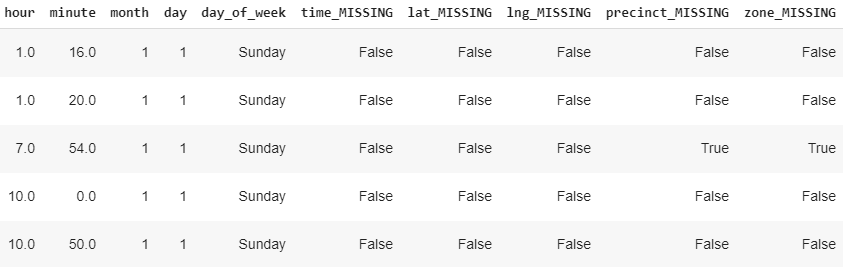 hour minute month day day_of_week time_MISSING lat_MISSING lng_MISSING precinct_MISSING zone_MISSING
1.0 16.0 1 1 Sunday False False False False False
1.0 20.0 1 1 Sunday False False False False False
7.0 54.0 1 1 Sunday False False False True True
10.0 0.0 1 1 Sunday False False False False False
10.0 50.0 1 1 Sunday False False False False False